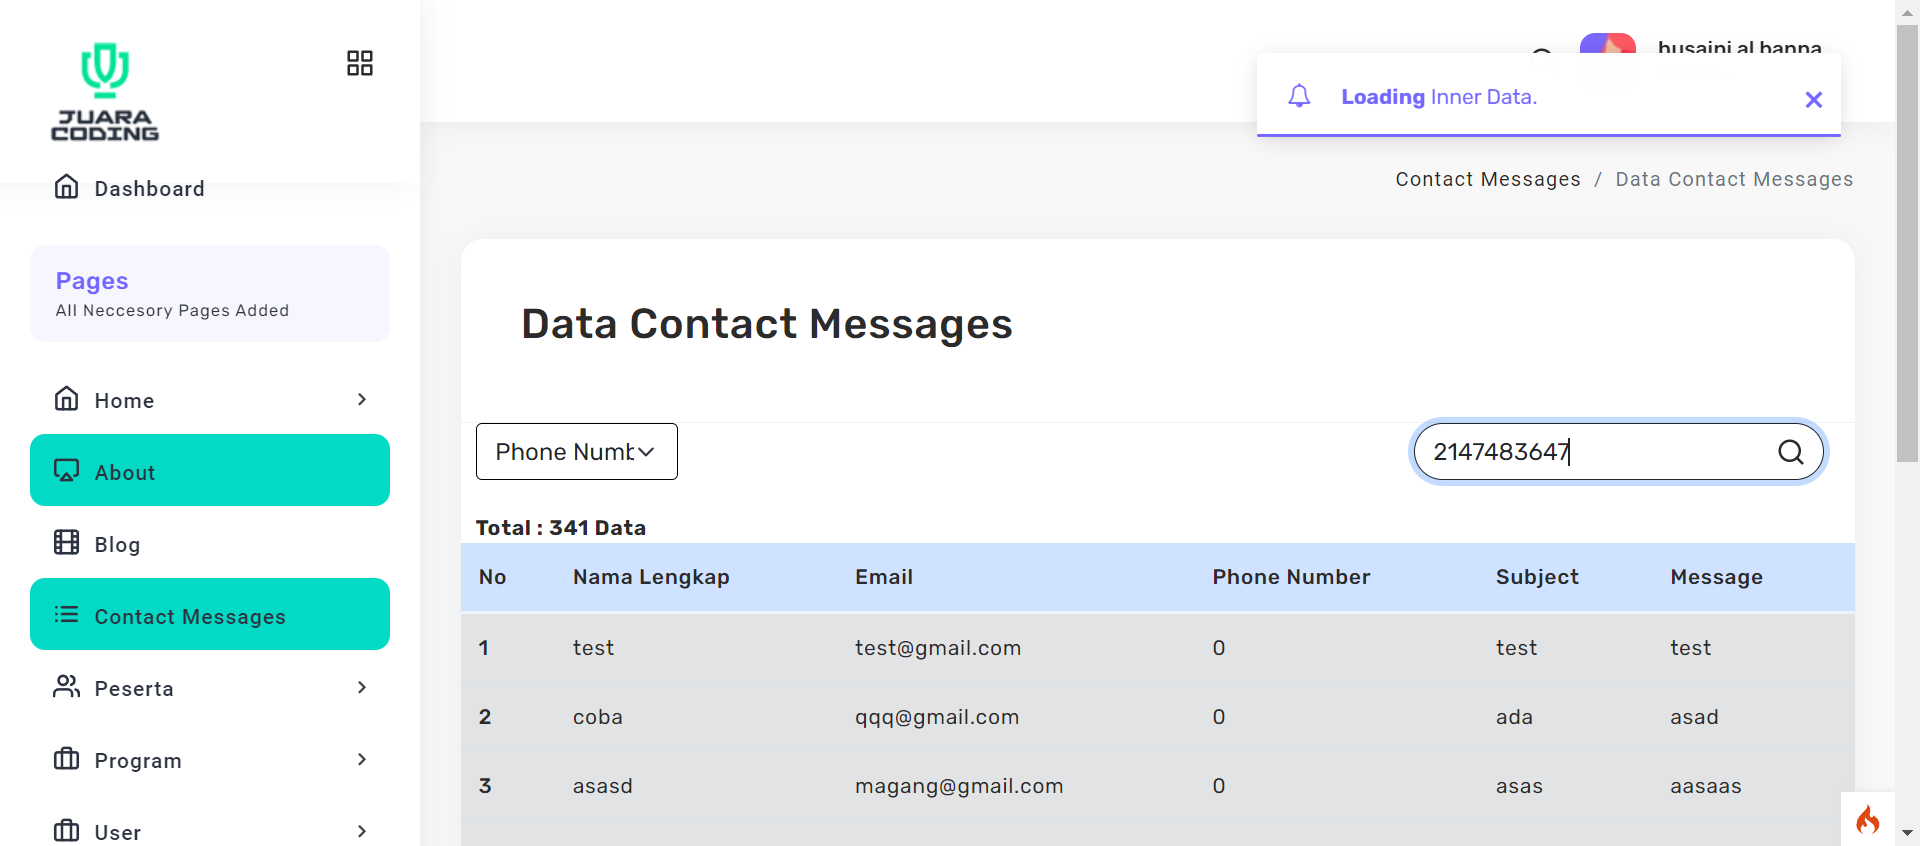 JUARA
CODING
Dashboard
Pages
All Neccesory Pages Added
Home
About
Blog
Contact Messages
Peserta
Program
User
husaini al banna
Loading Inner Data.
Contact Messages / Data Contact Messages
Data Contact Messages
Phone Numb
2147483647
Total : 341 Data
No Nama Lengkap Email Phone Number Subject Message
1 test test@gmail.com 0 test test
2 coba qqq@gmail.com 0 ada asad
3 asasd magang@gmail.com 0 asas aasaas